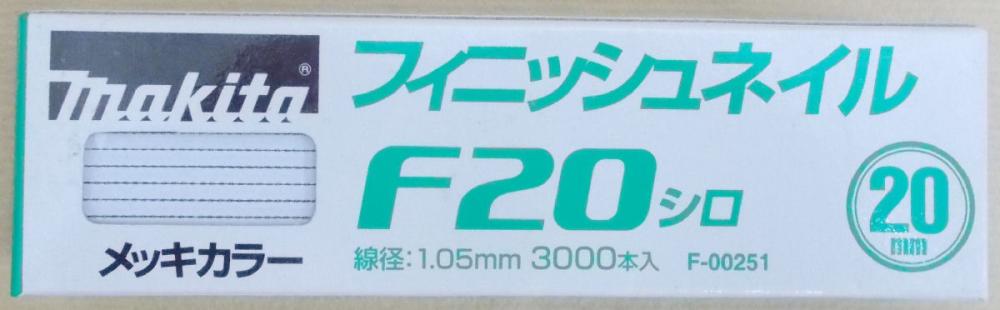 makita®
メッキカラー
フィニッシュネイル
F20シロ
線径:1.05mm 3000本入 F-00251
20
mm